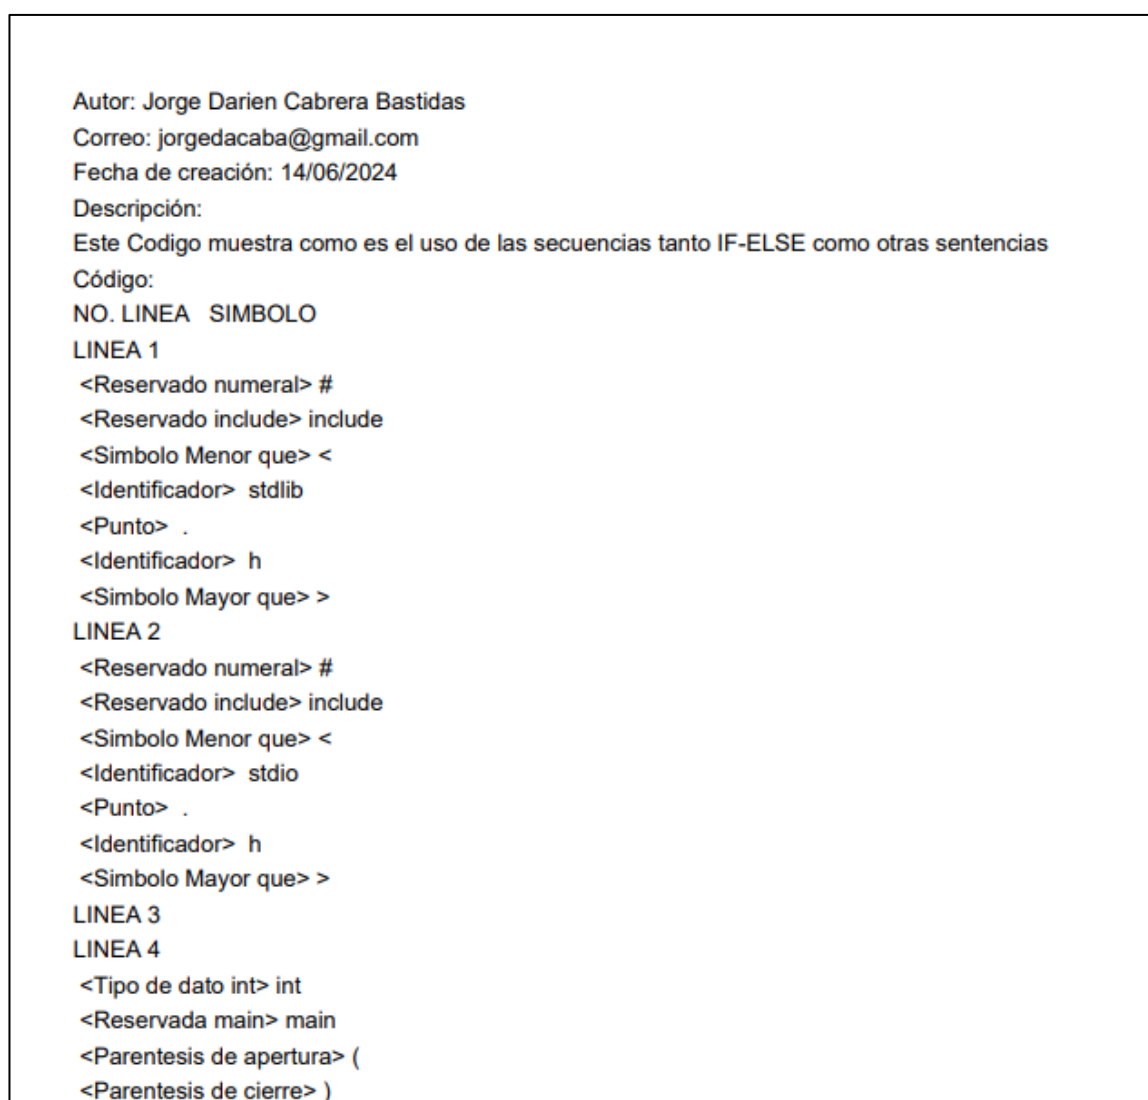 Autor: Jorge Darien Cabrera Bastidas
Correo: jorgedacaba@gmail.com
Fecha de creación: 14/06/2024
Descripción:
Este Codigo muestra como es el uso de las secuencias tanto IF-ELSE como otras sentencias
Código:
NO. LINEA   SIMBOLO
LINEA 1
<Reservado numeral> #
<Reservado include> include
<Simbolo Menor que> <
<Identificador>  stdlib
<Punto>  .
<Identificador>  h
<Simbolo Mayor que> >
LINEA 2
<Reservado numeral> #
<Reservado include> include
<Simbolo Menor que> <
<Identificador>  stdio
<Punto>  .
<Identificador>  h
<Simbolo Mayor que> >
LINEA 3
LINEA 4
<Tipo de dato int> int
<Reservada main> main
<Parentesis de apertura> (
<Parentesis de cierre> )